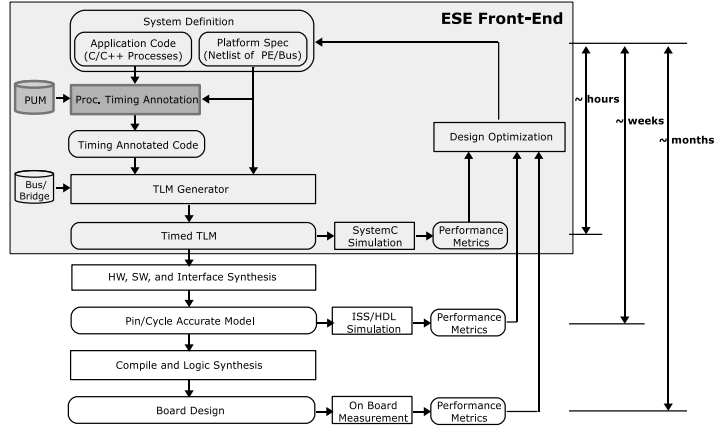 ESE Front-End
System Definition
Application Code
(C/C++ Processes)
Platform Spec
(Netlist of PE/Bus)
PUM
Proc. Timing Annotation
~ hours
~ weeks
~ months
Timing Annotated Code
Design Optimization
Bus/
Bridge
TLM Generator
Timed TLM
SystemC
Simulation
Performance
Metrics
HW, SW, and Interface Synthesis
Pin/Cycle Accurate Model
ISS/HDL
Simulation
Performance
Metrics
Compile and Logic Synthesis
Board Design
On Board
Measurement
Performance
Metrics